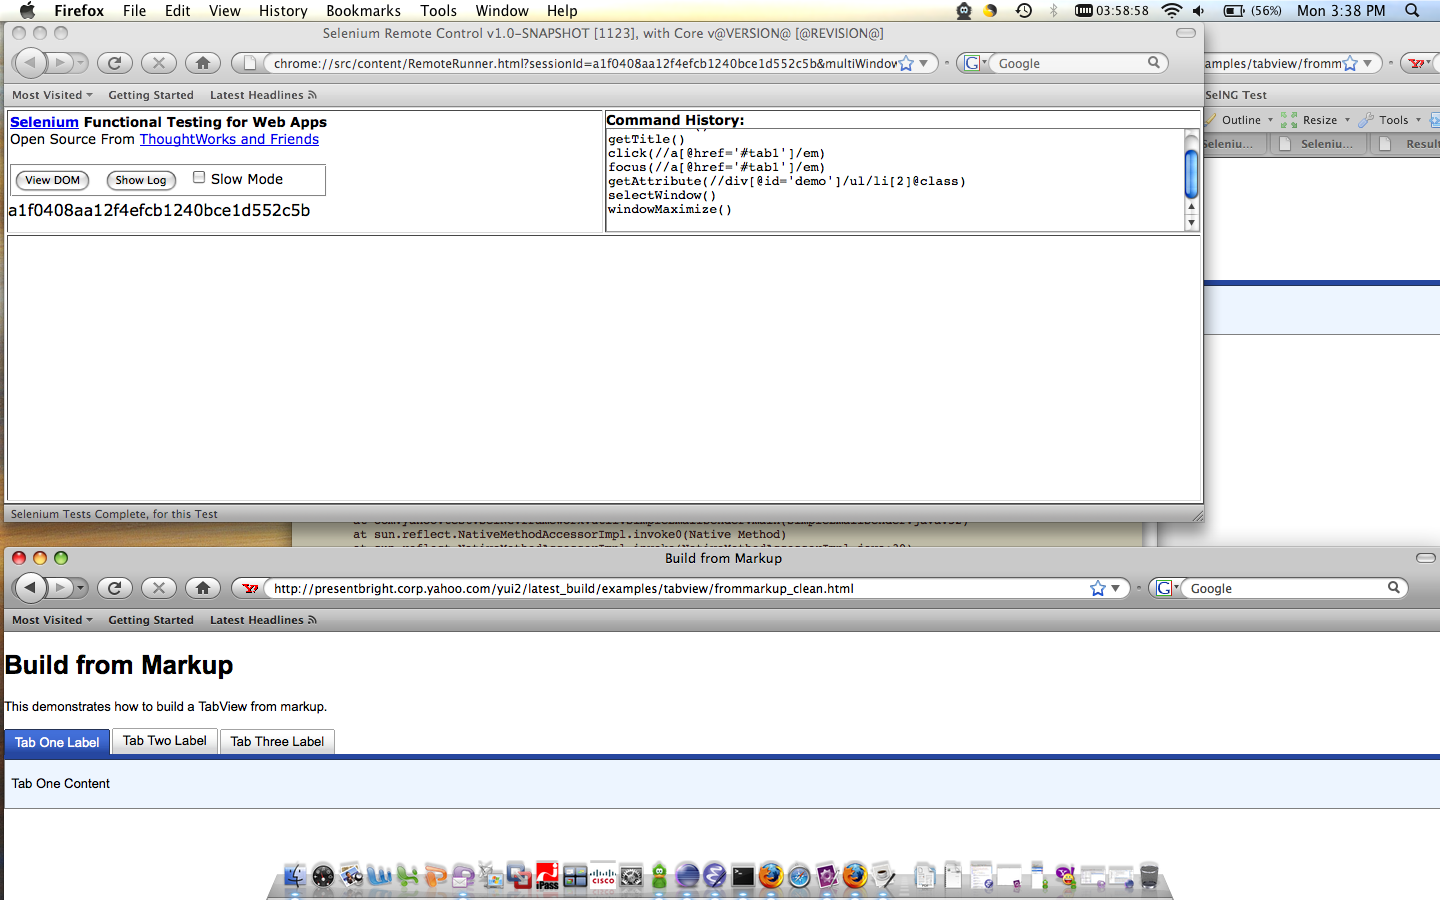 Firefox File Edit View History Bookmarks Tools Window Help 03:58:58 (56%) Mon 3:38 PM
Selenium Remote Control v1.0-SNAPSHOT [1123], with Core v@VERSION@ [@REVISION@]
chrome://src/content/RemoteRunner.html?sessionId=a1f0408aa12f4efcb1240bce1d552c5b&multiWindow
Google
amples/tabview/fromm
Most Visited Getting Started Latest Headlines
SelNG Test
Outline Resize Tools
Seleniu... Seleniu... Result
Selenium Functional Testing for Web Apps
Open Source From ThoughtWorks and Friends
View DOM Show Log Slow Mode
a1f0408aa12f4efcb1240bce1d552c5b
Command History:
getTitle()
click(//a[@href='#tab1']/em)
focus(//a[@href='#tab1']/em)
getAttribute(//div[@id='demo']/ul/li[2]@class)
selectWindow()
windowMaximize()
Selenium Tests Complete, for this Test
at sun.reflect.NativeMethodAccessorImpl.invoke0(Native Method)
Build from Markup
http://presentbright.corp.yahoo.com/yui2/latest_build/examples/tabview/frommarkup_clean.html
Google
Most Visited Getting Started Latest Headlines
Build from Markup
This demonstrates how to build a TabView from markup.
Tab One Label Tab Two Label Tab Three Label
Tab One Content
iPass
CISCO